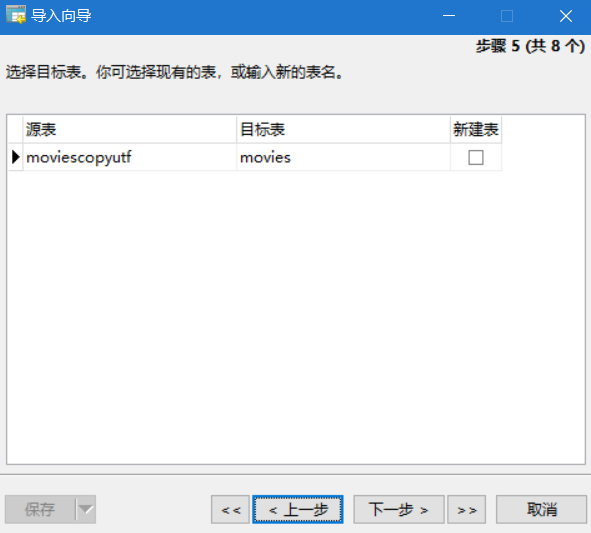 导入向导
步骤 5 (共 8 个)
选择目标表。你可选择现有的表，或输入新的表名。
源表 目标表 新建表
moviescopyutf movies
保存 << < 上一步 下一步 > >> 取消